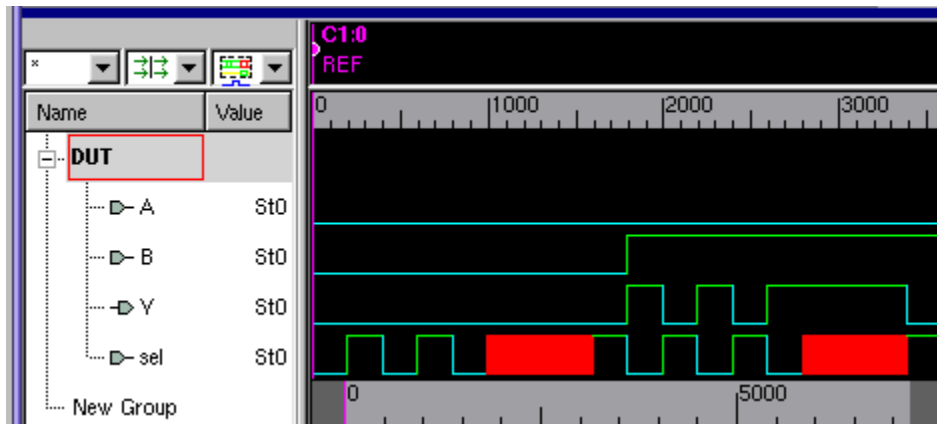 C1:0
REF
*
Name Value
0 1000 2000 3000
DUT
A St0
B St0
Y St0
sel St0
New Group
0 5000